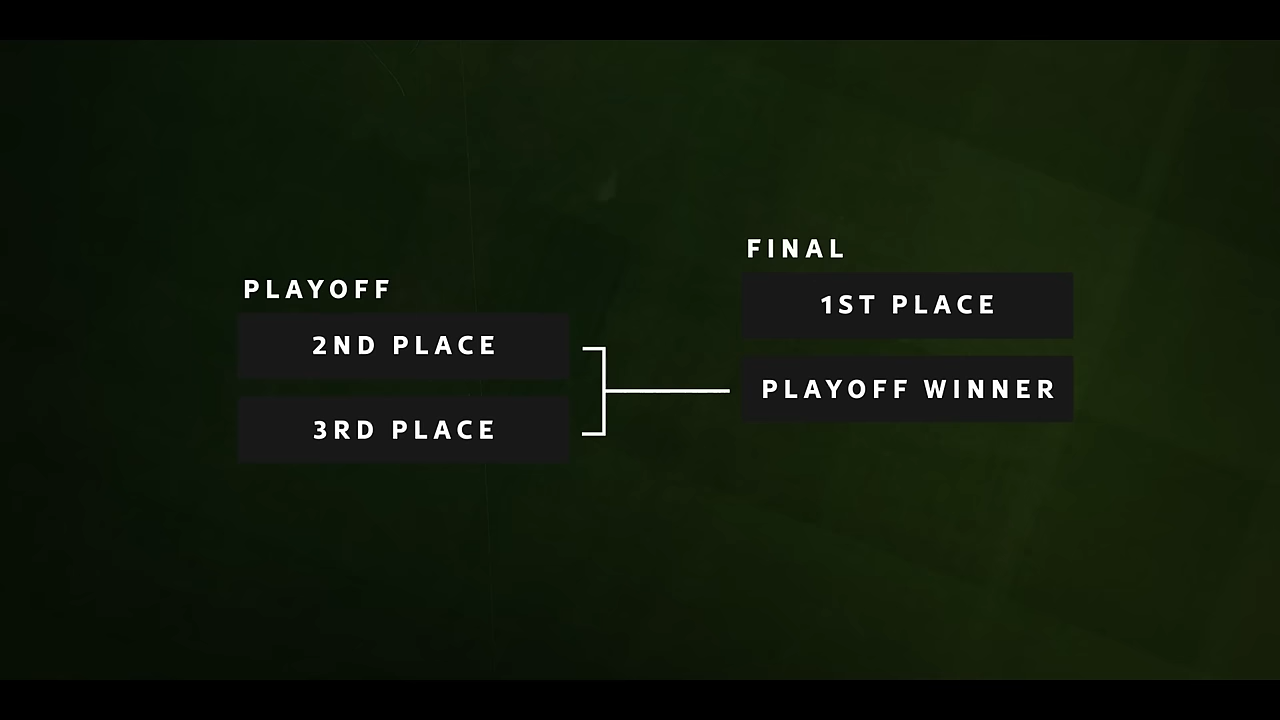 PLAYOFF
2ND PLACE
3RD PLACE
FINAL
1ST PLACE
PLAYOFF WINNER